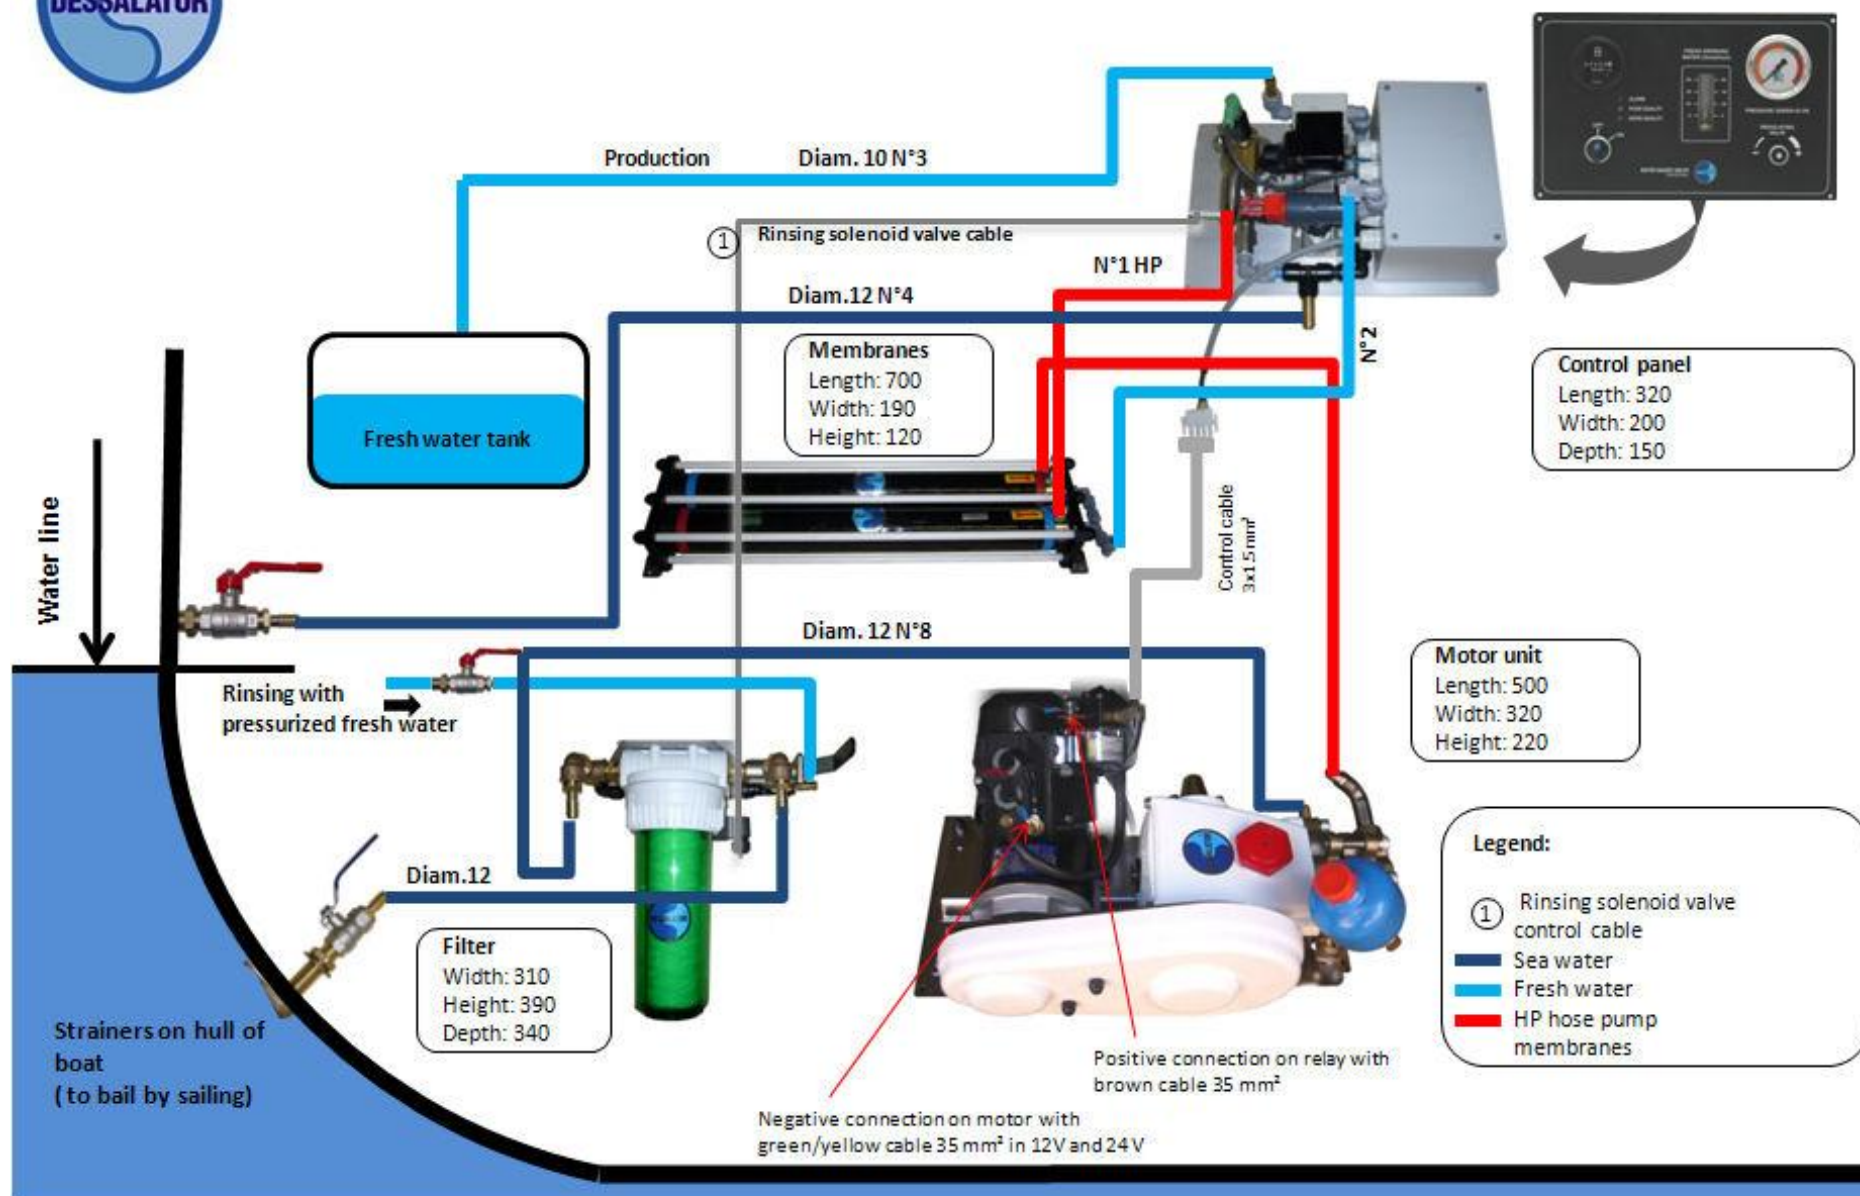 DESSALATOR
Production
Diam. 10 N°3
1
Rinsing solenoid valve cable
N°1 HP
Diam.12 N°4
N°2
Membranes
Length: 700
Width: 190
Height: 120
Control panel
Length: 320
Width: 200
Depth: 150
Fresh water tank
Water line
Control cable
3x1.5 mm²
Diam. 12 N°8
Rinsing with
pressurized fresh water
Motor unit
Length: 500
Width: 320
Height: 220
Diam.12
Filter
Width: 310
Height: 390
Depth: 340
Strainers on hull of
boat
( to bail by sailing)
Legend:
1 Rinsing solenoid valve
control cable
Sea water
Fresh water
HP hose pump
membranes
Positive connection on relay with
brown cable 35 mm²
Negative connection on motor with
green/yellow cable 35 mm² in 12V and 24 V